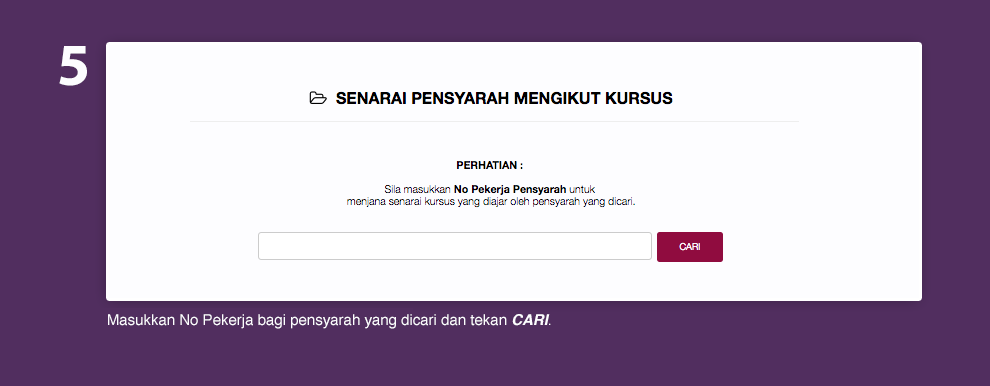 5
SENARAI PENSYARAH MENGIKUT KURSUS
PERHATIAN :
Sila masukkan No Pekerja Pensyarah untuk
menjana senarai kursus yang diajar oleh pensyarah yang dicari.
CARI
Masukkan No Pekerja bagi pensyarah yang dicari dan tekan CARI.